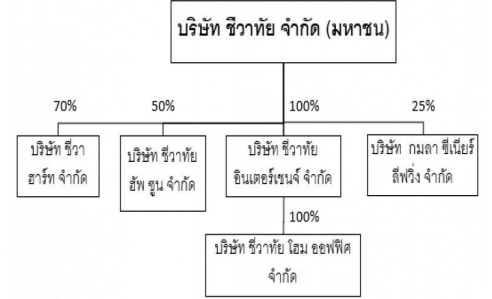 บริษัท ชีวาทัย จำกัด (มหาชน)
70%
50%
100%
25%
บริษัท ชีวา
ฮาร์ท จำกัด
บริษัท ชีวาทัย
ฮัพ ซูน จำกัด
บริษัท ชีวาทัย
อินเตอร์เชนจ์ จำกัด
บริษัท กมลา ซีเนียร์
ลีฟวิ่ง จำกัด
100%
บริษัท ชีวาทัย โฮม ออฟฟิศ
จำกัด